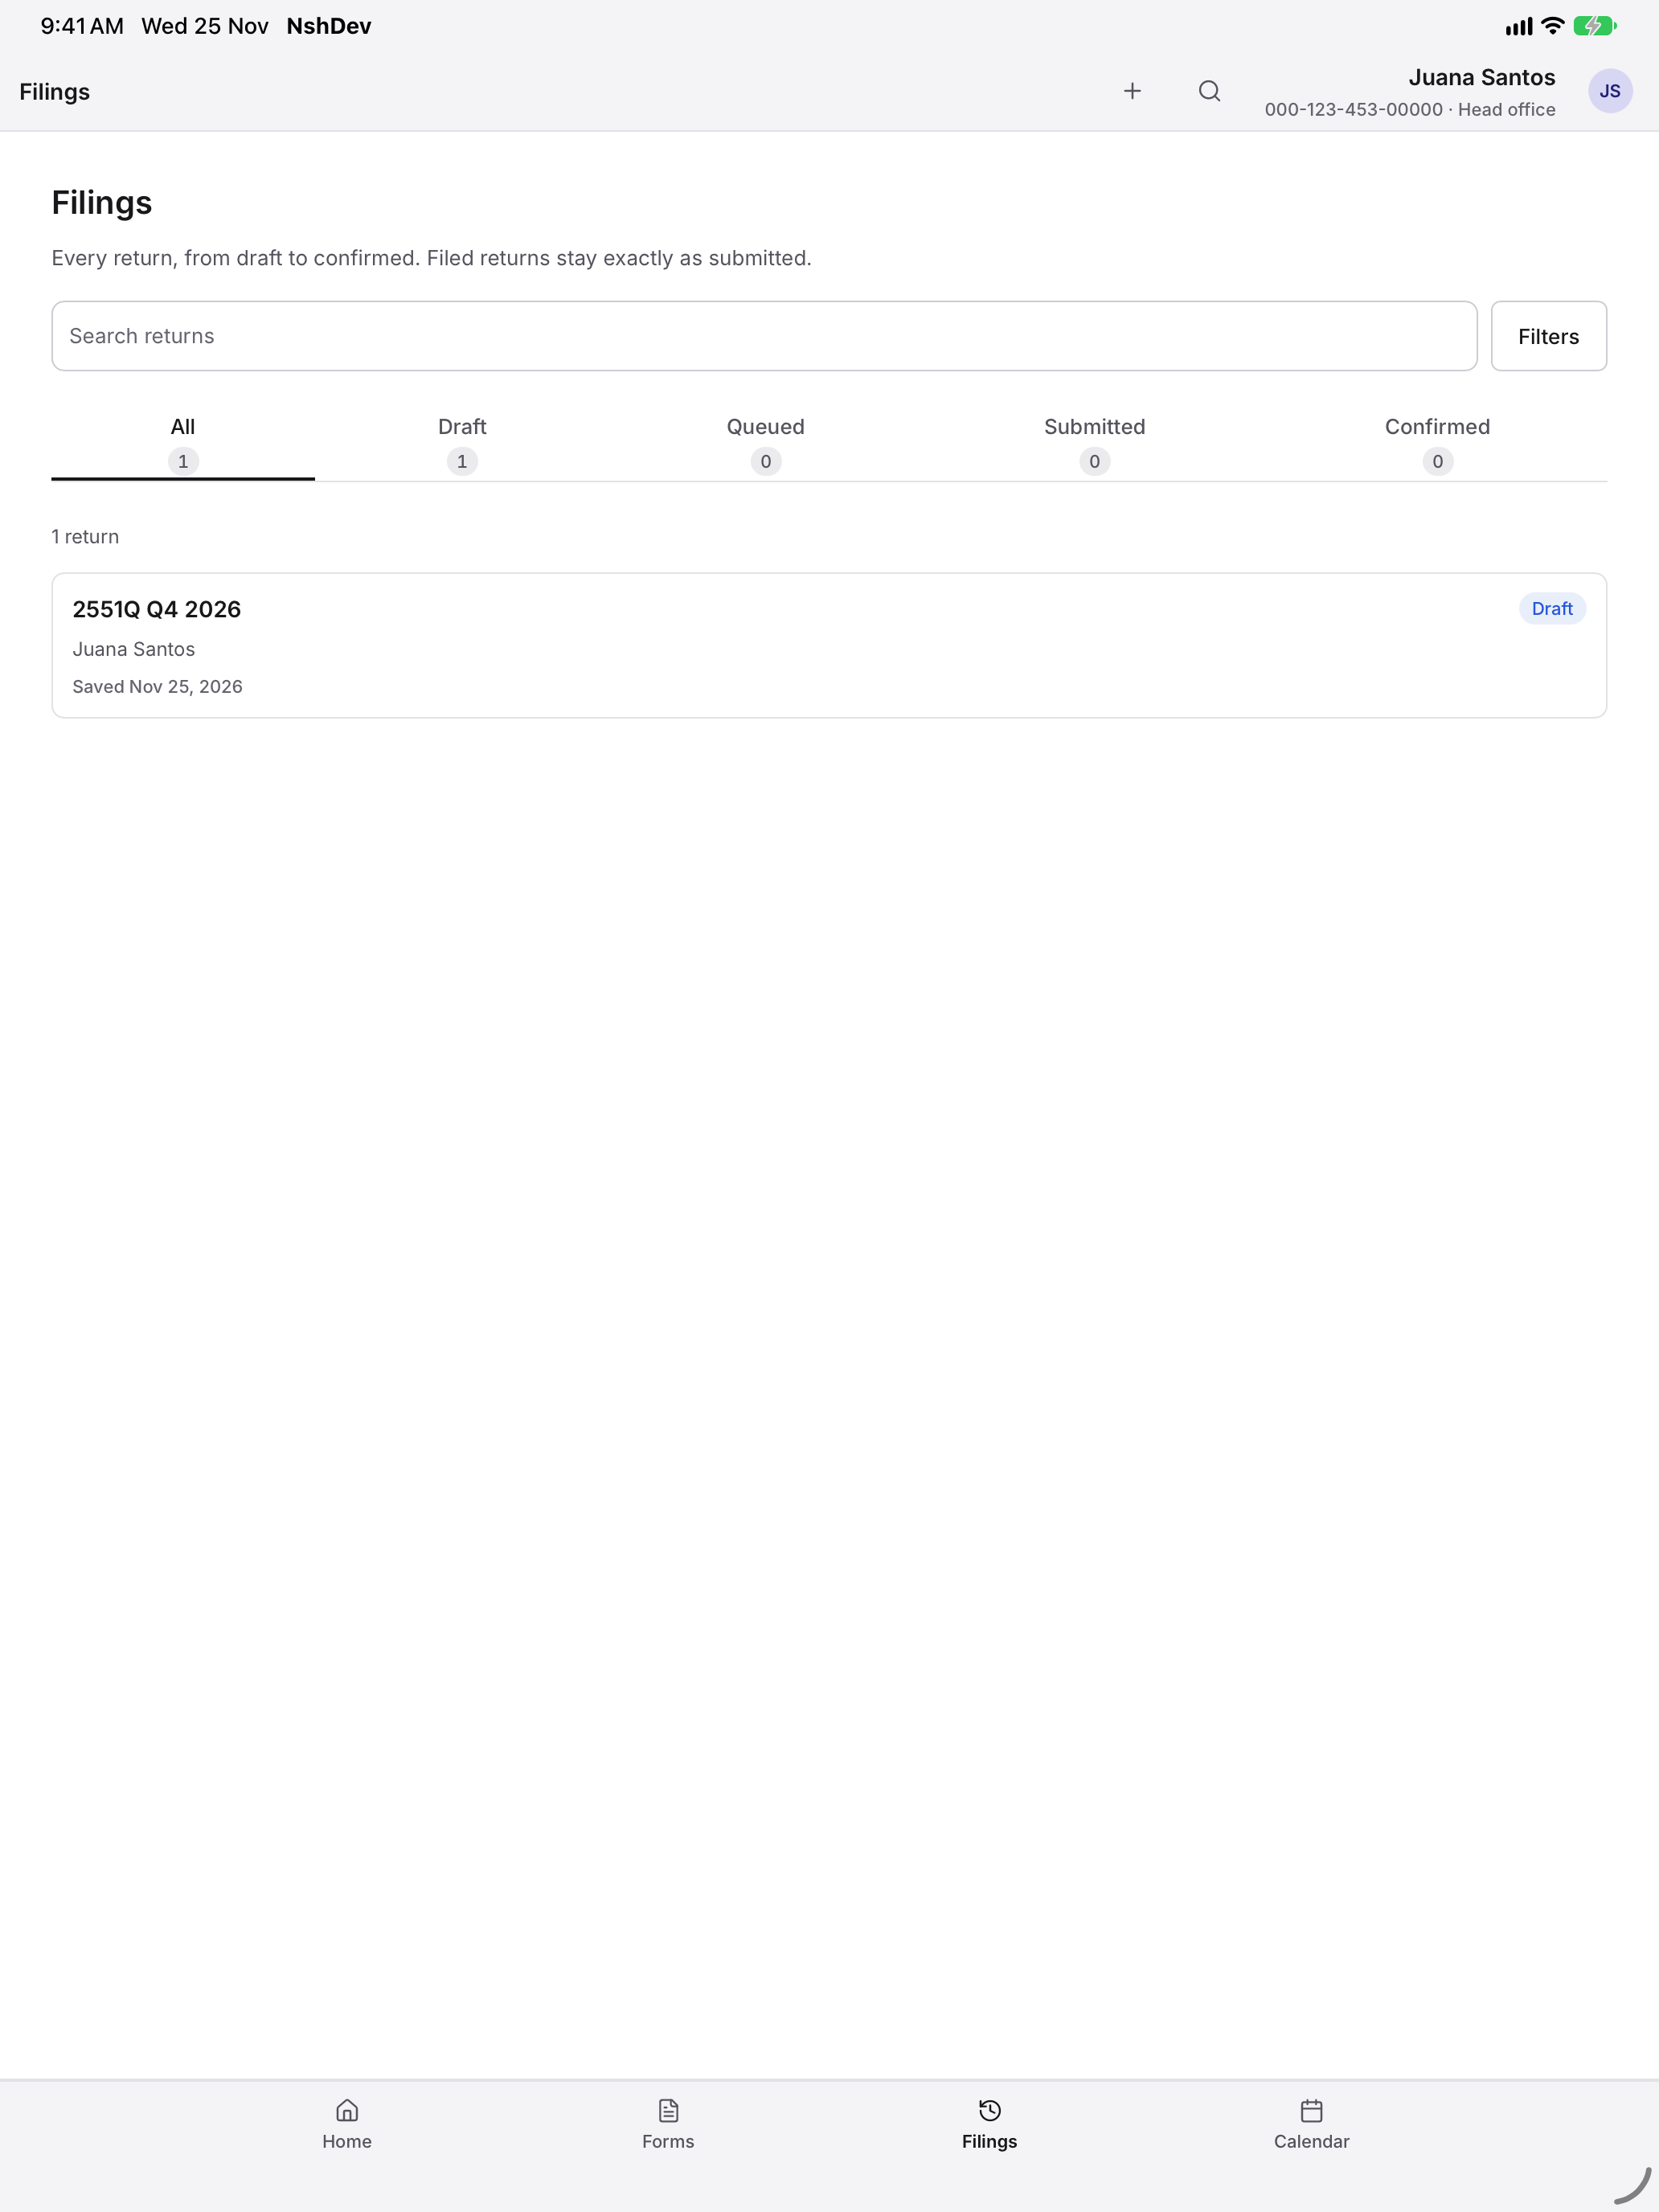 9:41 AM Wed 25 Nov NshDev
Filings
Juana Santos
000-123-453-00000 · Head office
JS
Filings
Every return, from draft to confirmed. Filed returns stay exactly as submitted.
Search returns
Filters
All
Draft
Queued
Submitted
Confirmed
1
1
0
0
0
1 return
2551Q Q4 2026
Draft
Juana Santos
Saved Nov 25, 2026
Home
Forms
Filings
Calendar